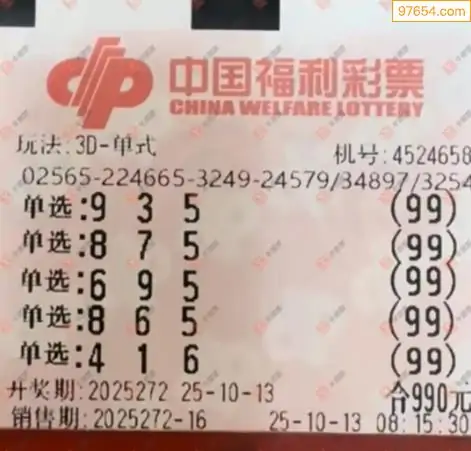 97654.com
中国福利彩票
CHINA WELFARE LOTTERY
玩法:3D-单式 机号:4524658
02565-224665-3249-24579/34897/3254
单选:9 3 5 (99)
单选:8 7 5 (99)
单选:6 9 5 (99)
单选:8 6 5 (99)
单选:4 1 6 (99)
开奖期:2025272 25-10-13 合990元
销售期:2025272-16 25-10-13 08:15:30